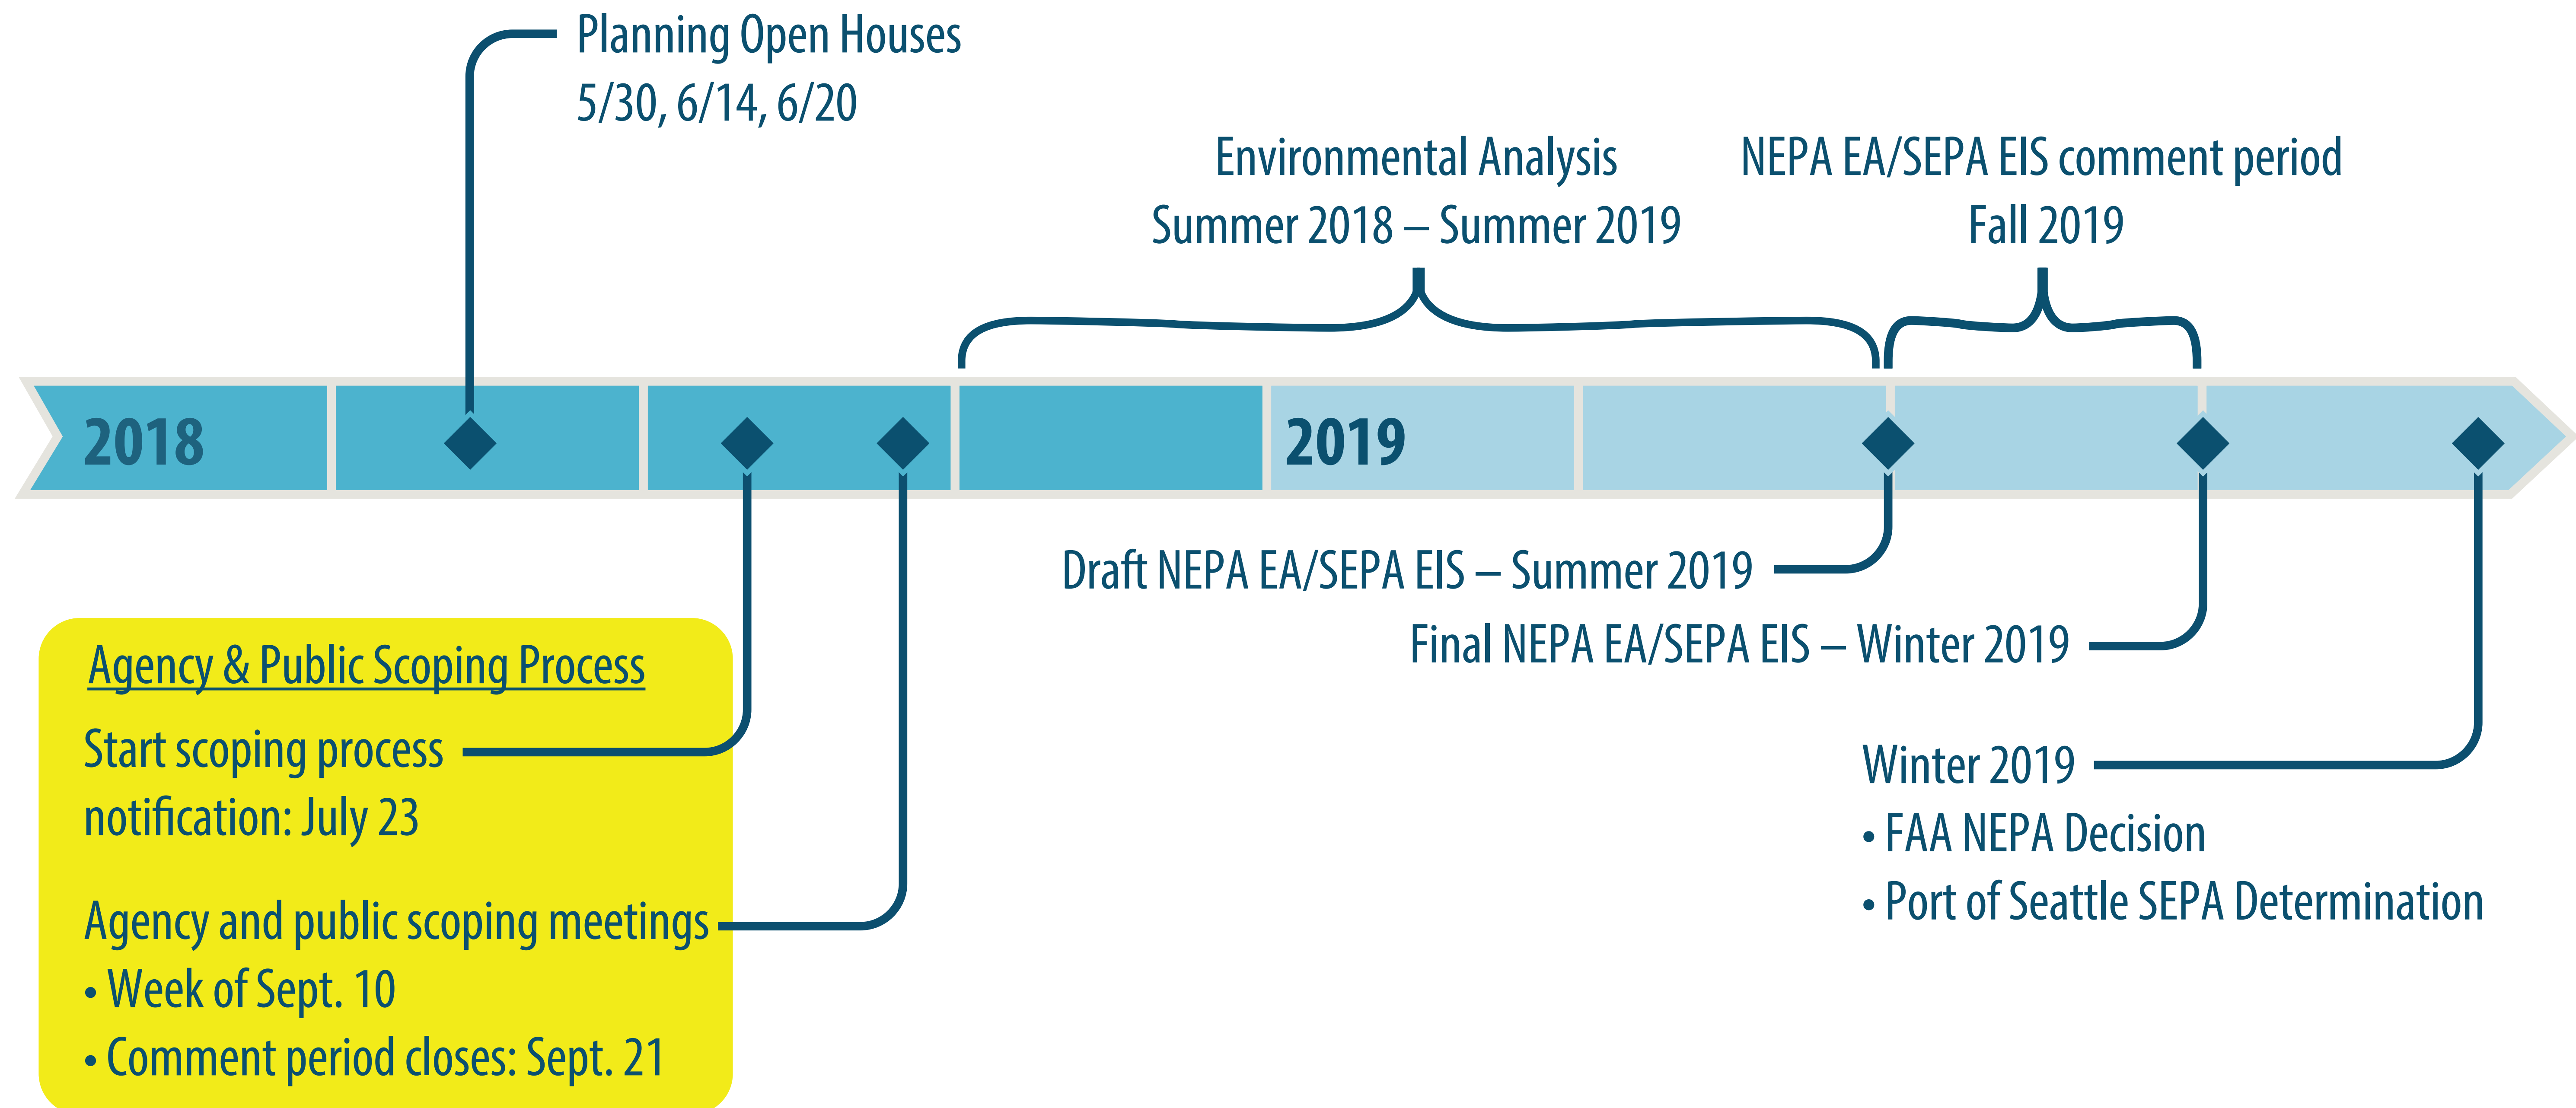 Planning Open Houses
5/30, 6/14, 6/20
Environmental Analysis
Summer 2018 – Summer 2019
NEPA EA/SEPA EIS comment period
Fall 2019
2018
2019
Draft NEPA EA/SEPA EIS – Summer 2019
Final NEPA EA/SEPA EIS – Winter 2019
Agency & Public Scoping Process
Start scoping process
notification: July 23
Agency and public scoping meetings
• Week of Sept. 10
• Comment period closes: Sept. 21
Winter 2019
• FAA NEPA Decision
• Port of Seattle SEPA Determination